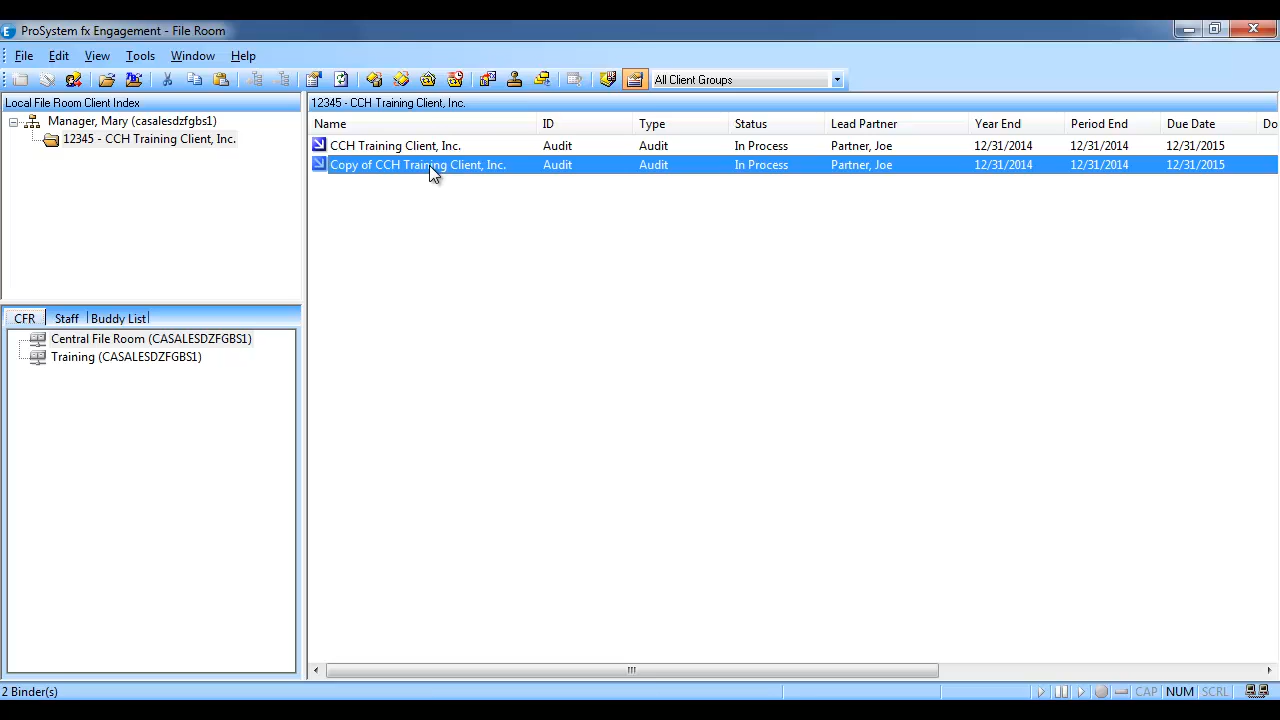 ProSystem fx Engagement - File Room
File Edit View Tools Window Help
All Client Groups
Local File Room Client Index
Manager, Mary (casalesdzfgbs1)
12345 - CCH Training Client, Inc.
CFR Staff Buddy List
Central File Room (CASALESDZFGBS1)
Training (CASALESDZFGBS1)
12345 - CCH Training Client, Inc.
Name ID Type Status Lead Partner Year End Period End Due Date Do
CCH Training Client, Inc. Audit Audit In Process Partner, Joe 12/31/2014 12/31/2014 12/31/2015
Copy of CCH Training Client, Inc. Audit Audit In Process Partner, Joe 12/31/2014 12/31/2014 12/31/2015
2 Binder(s) CAP NUM SCRL